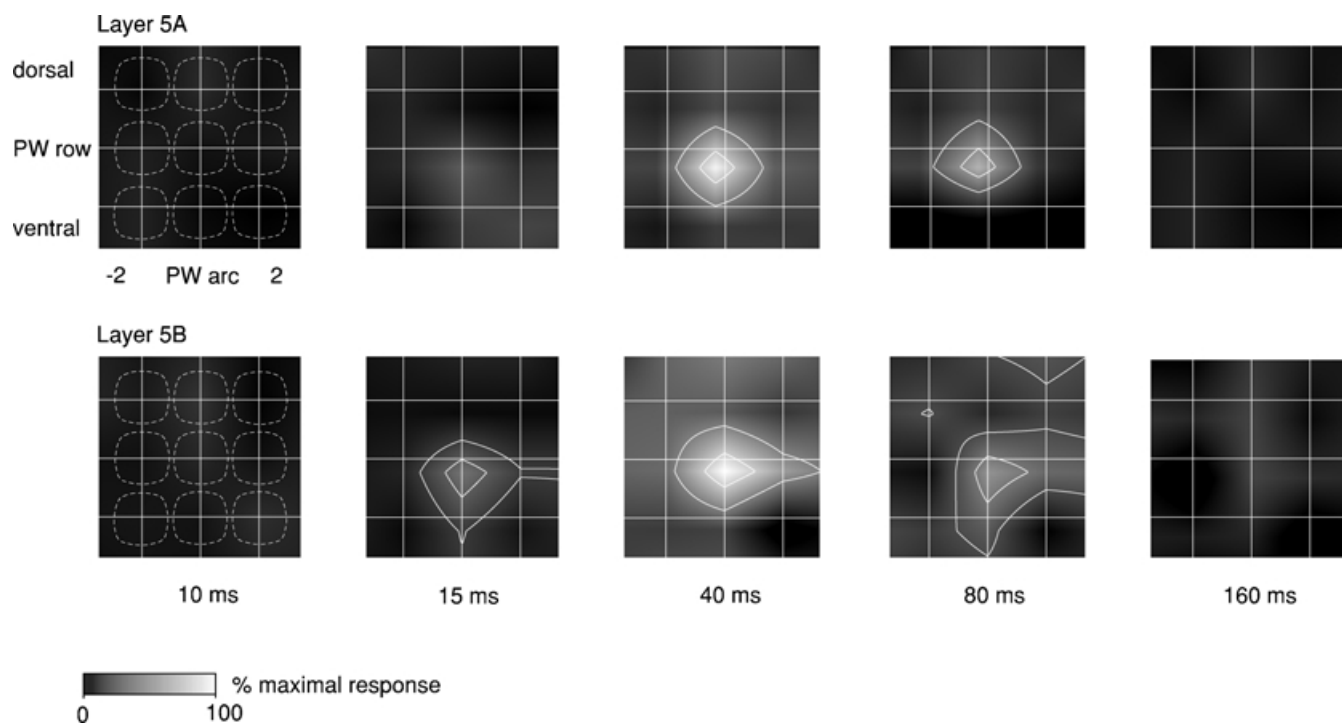 Layer 5A
dorsal
PW row
ventral
-2 PW arc 2
Layer 5B
10 ms 15 ms 40 ms 80 ms 160 ms
% maximal response
0 100